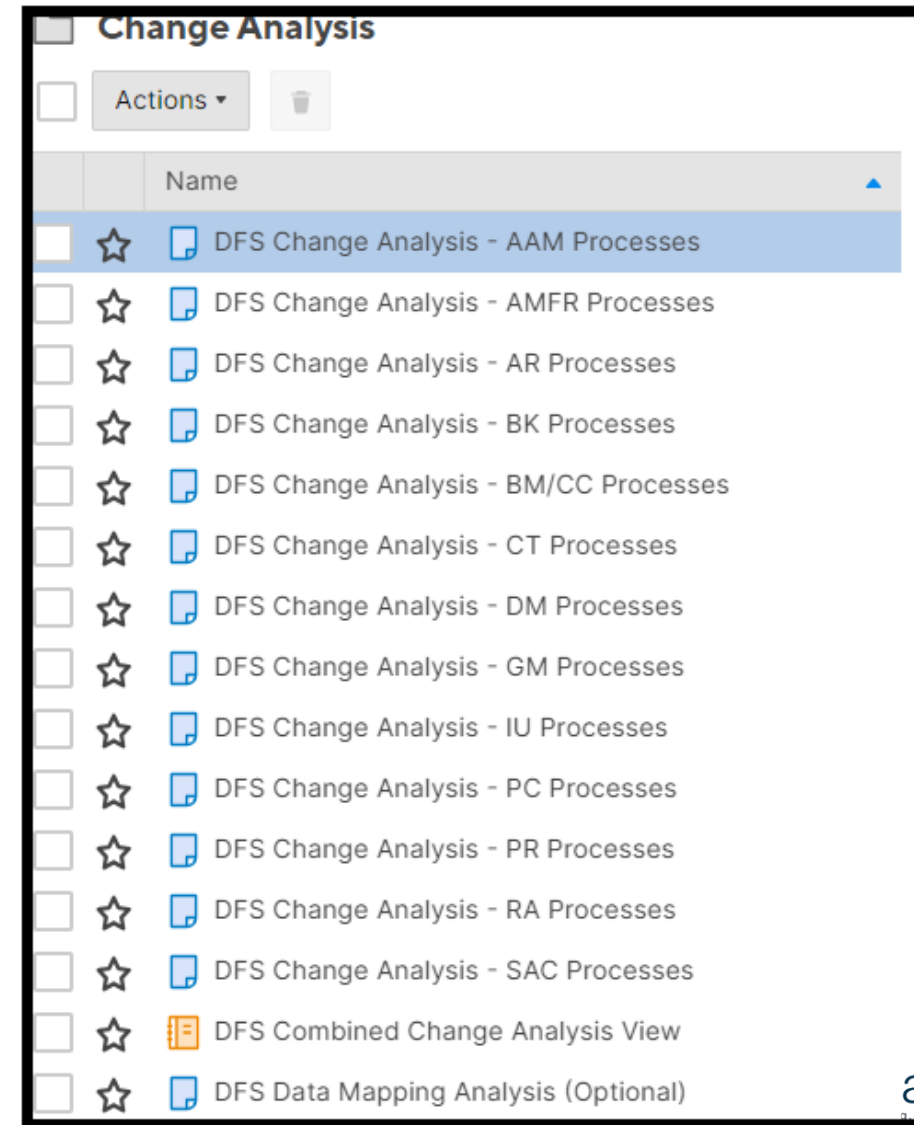 Change Analysis
Actions
Name
DFS Change Analysis - AAM Processes
DFS Change Analysis - AMFR Processes
DFS Change Analysis - AR Processes
DFS Change Analysis - BK Processes
DFS Change Analysis - BM/CC Processes
DFS Change Analysis - CT Processes
DFS Change Analysis - DM Processes
DFS Change Analysis - GM Processes
DFS Change Analysis - IU Processes
DFS Change Analysis - PC Processes
DFS Change Analysis - PR Processes
DFS Change Analysis - RA Processes
DFS Change Analysis - SAC Processes
DFS Combined Change Analysis View
DFS Data Mapping Analysis (Optional)